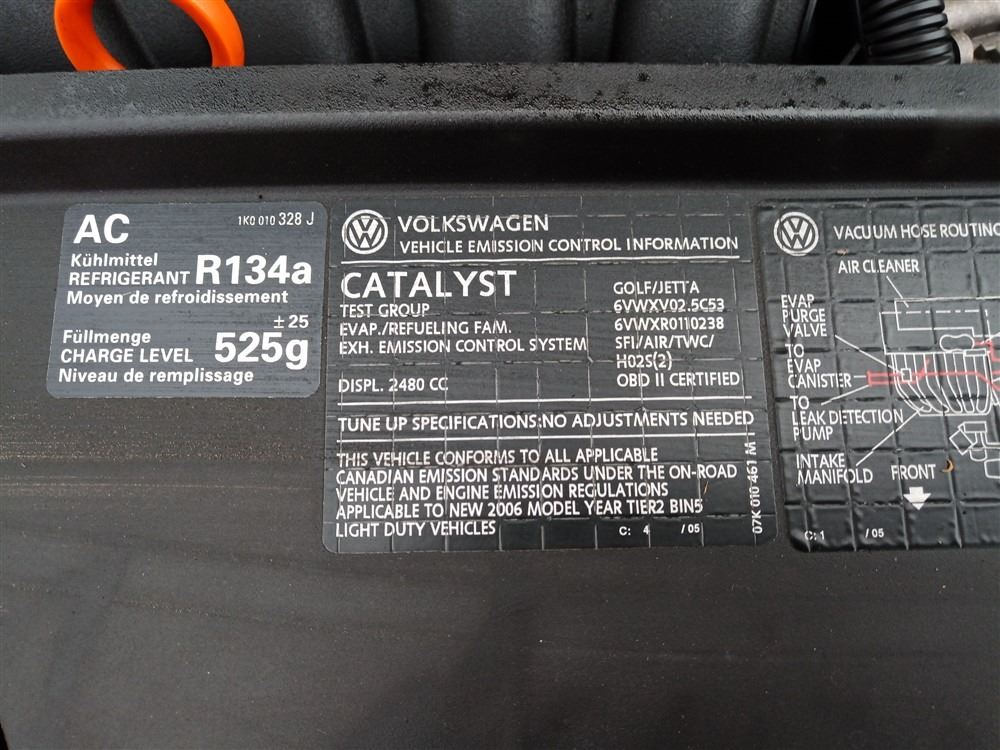 AC
1K0 010 328 J
Kühlmittel
REFRIGERANT R134a
Moyen de refroidissement
± 25
Füllmenge
CHARGE LEVEL 525g
Niveau de remplissage
VOLKSWAGEN
VEHICLE EMISSION CONTROL INFORMATION
CATALYST GOLF/JETTA
TEST GROUP 6VWXV02.5C53
EVAP./REFUELING FAM. 6VWXR0110238
EXH. EMISSION CONTROL SYSTEM SFI/AIR/TWC/
HO2S(2)
DISPL. 2480 CC OBD II CERTIFIED
TUNE UP SPECIFICATIONS:NO ADJUSTMENTS NEEDED
THIS VEHICLE CONFORMS TO ALL APPLICABLE
CANADIAN EMISSION STANDARDS UNDER THE ON-ROAD
VEHICLE AND ENGINE EMISSION REGULATIONS
APPLICABLE TO NEW 2006 MODEL YEAR TIER2 BIN5
LIGHT DUTY VEHICLES C: 4 /05
07K 010 461 M
VACUUM HOSE ROUTING
AIR CLEANER
EVAP
PURGE
VALVE
TO
EVAP
CANISTER
TO
LEAK DETECTION
PUMP
INTAKE
MANIFOLD FRONT
C: 1 /05